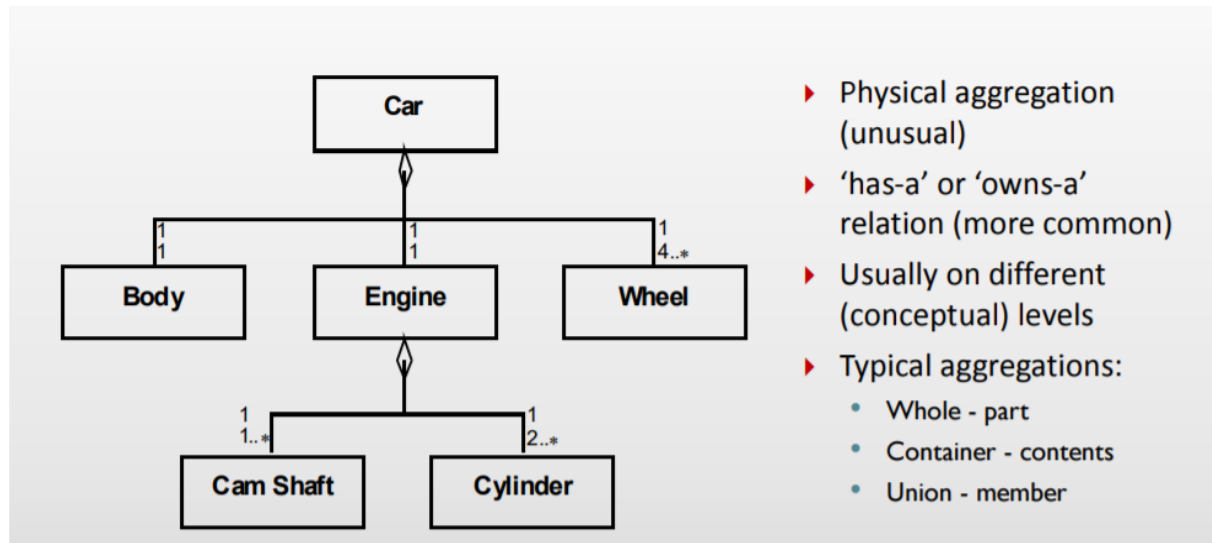 Car
1 1 1
1 1 4..*
Body Engine Wheel
1 1
1..* 2..*
Cam Shaft Cylinder
Physical aggregation
(unusual)
‘has-a’ or ‘owns-a’
relation (more common)
Usually on different
(conceptual) levels
Typical aggregations:
Whole - part
Container - contents
Union - member